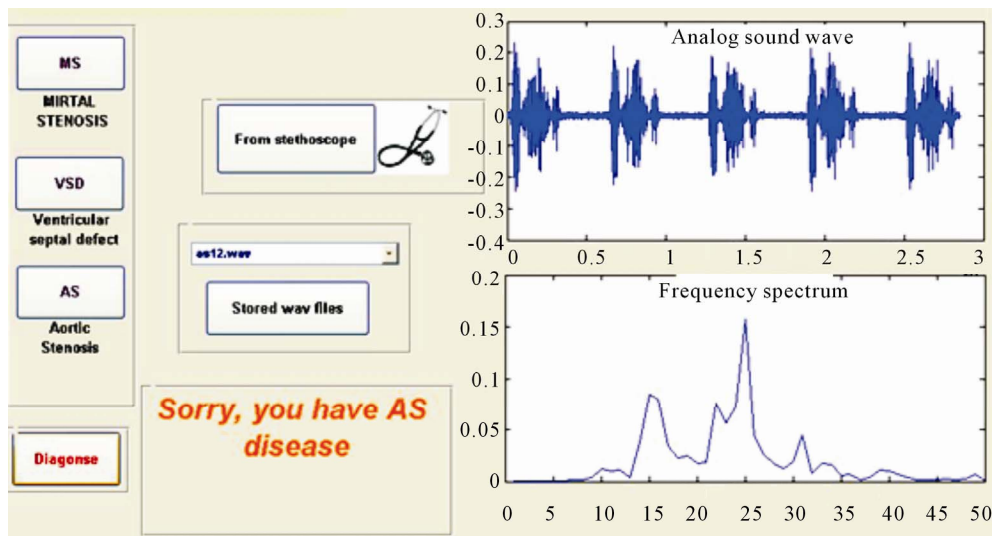 MS
MIRTAL
STENOSIS
VSD
Ventricular
septal defect
AS
Aortic
Stenosis
Diagonse
From stethoscope
as12.wav
Stored wav files
Sorry, you have AS
disease
Analog sound wave
0.3
0.2
0.1
0
-0.1
-0.2
-0.3
-0.4
0 0.5 1 1.5 2 2.5 3
Frequency spectrum
0.2
0.15
0.1
0.05
0
0 5 10 15 20 25 30 35 40 45 50